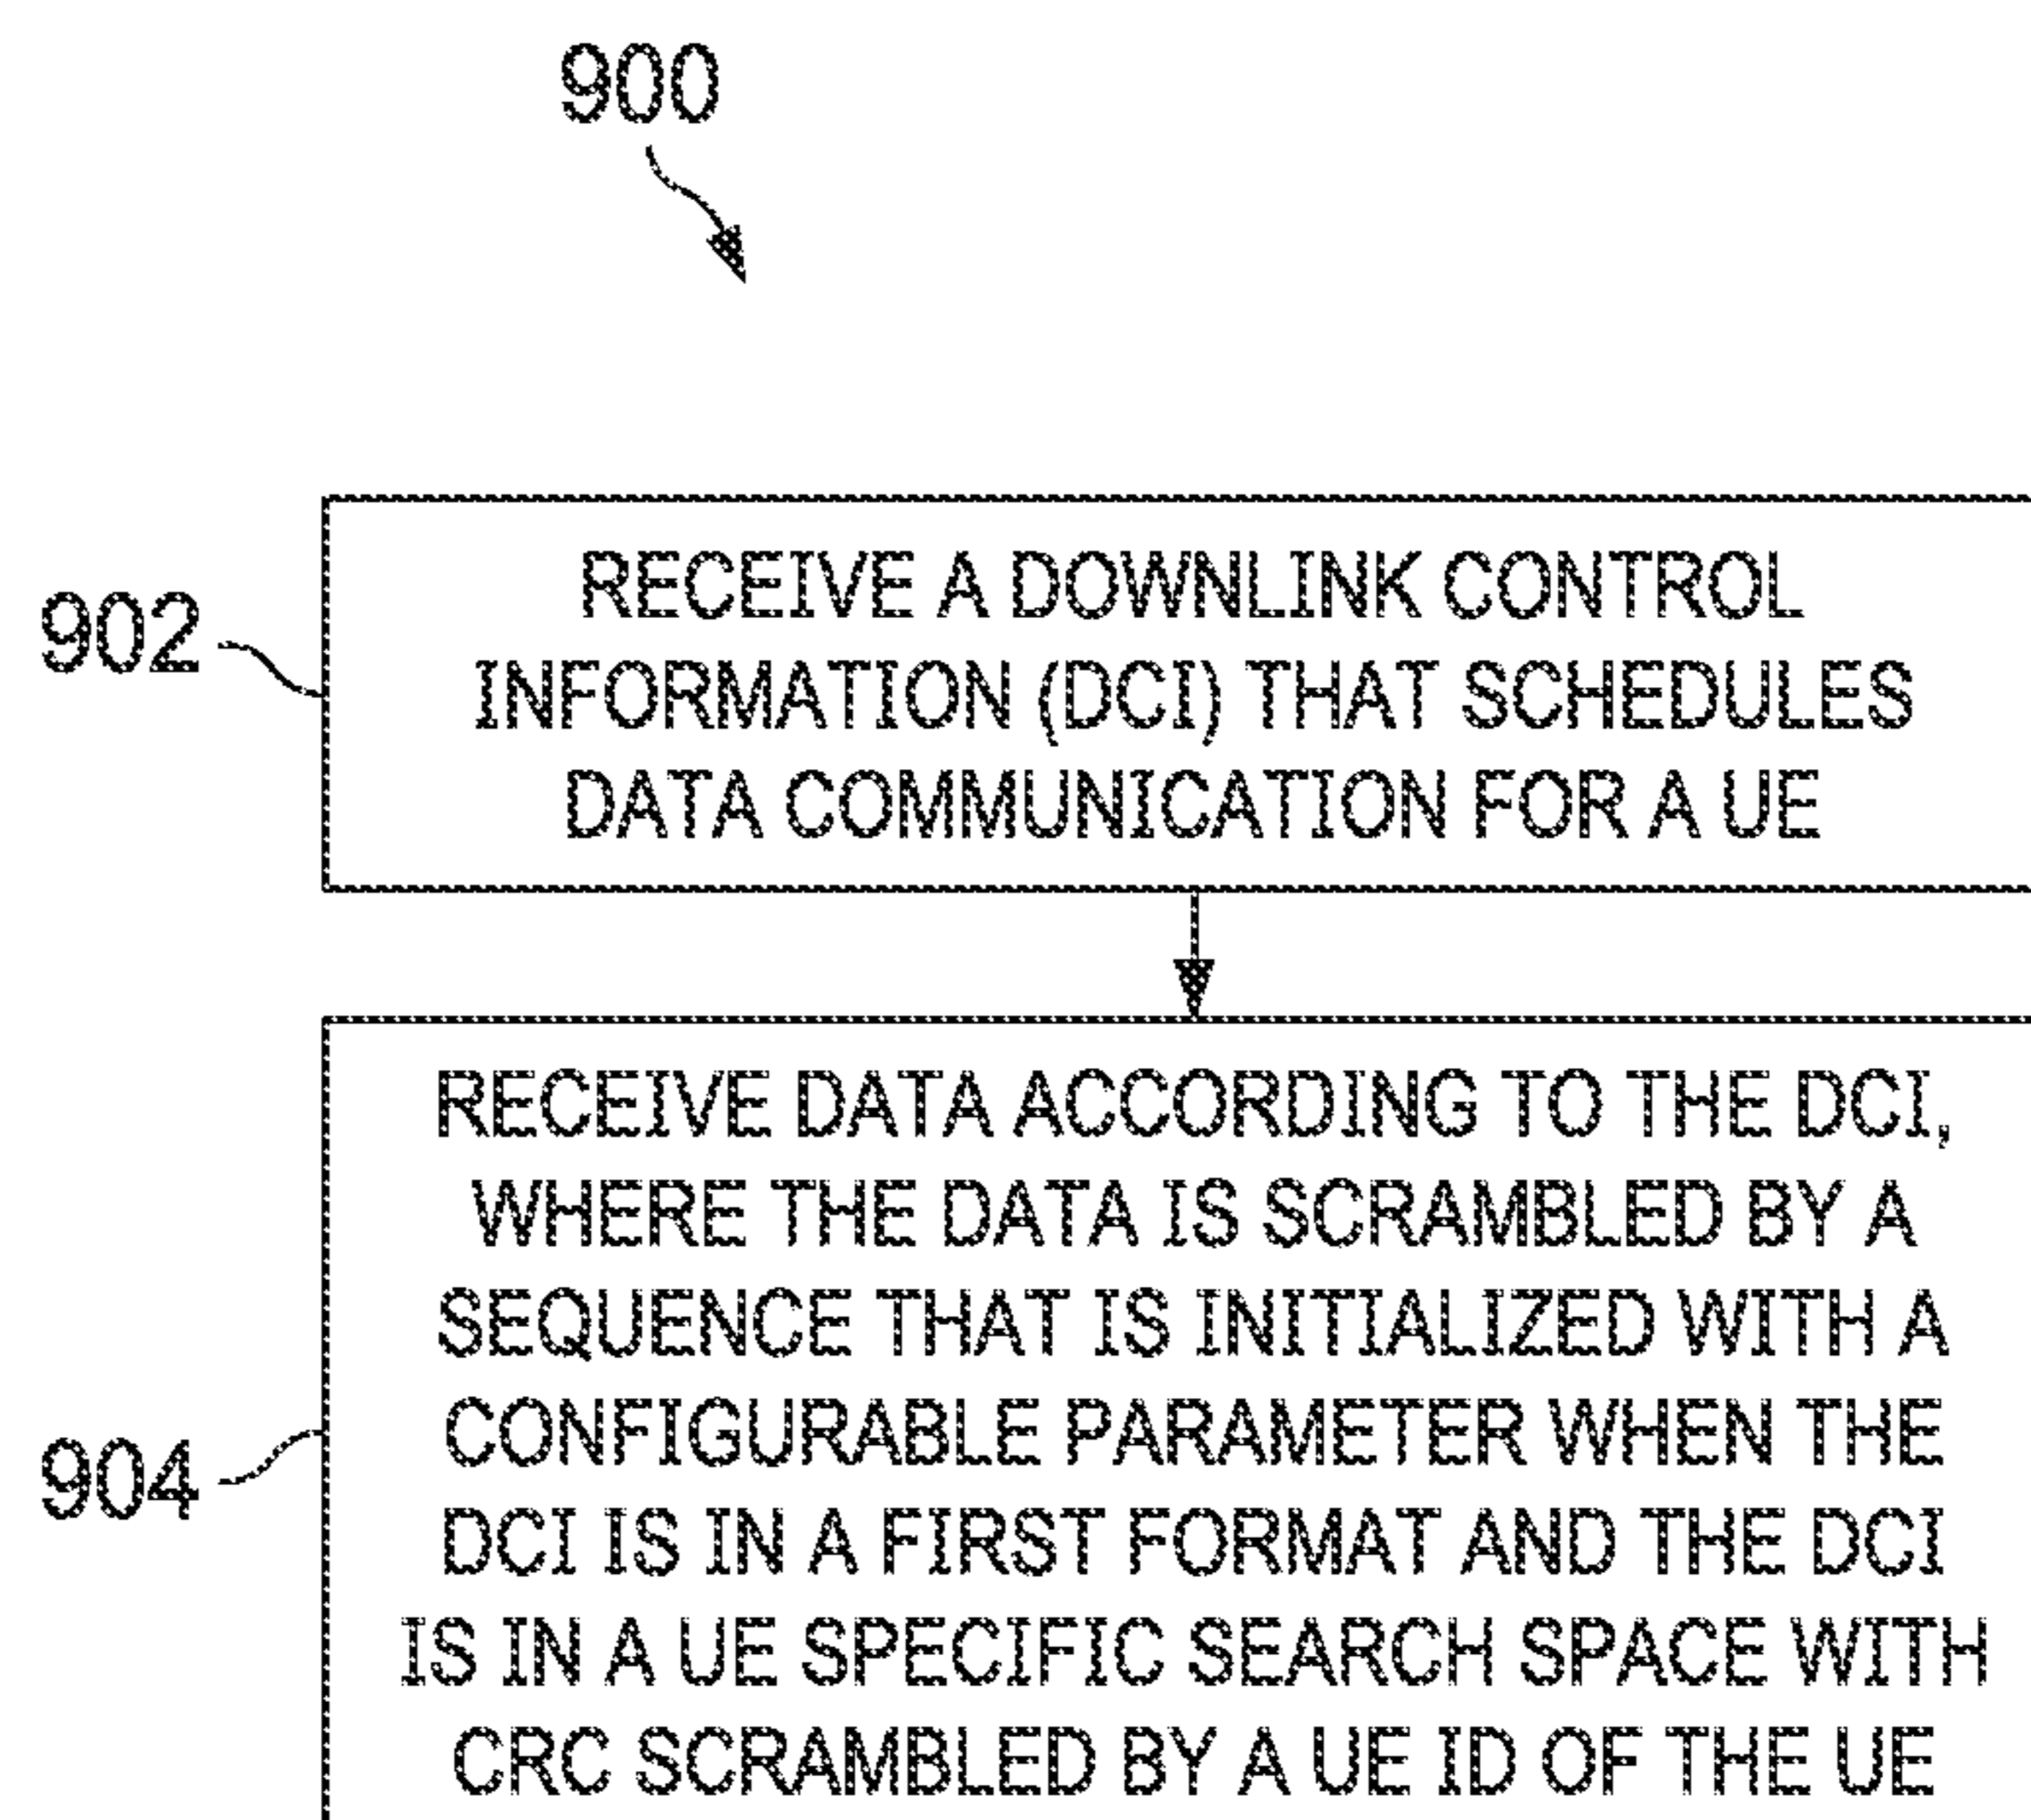 900
902
RECEIVE A DOWNLINK CONTROL
INFORMATION (DCI) THAT SCHEDULES
DATA COMMUNICATION FOR A UE
904
RECEIVE DATA ACCORDING TO THE DCI,
WHERE THE DATA IS SCRAMBLED BY A
SEQUENCE THAT IS INITIALIZED WITH A
CONFIGURABLE PARAMETER WHEN THE
DCI IS IN A FIRST FORMAT AND THE DCI
IS IN A UE SPECIFIC SEARCH SPACE WITH
CRC SCRAMBLED BY A UE ID OF THE UE